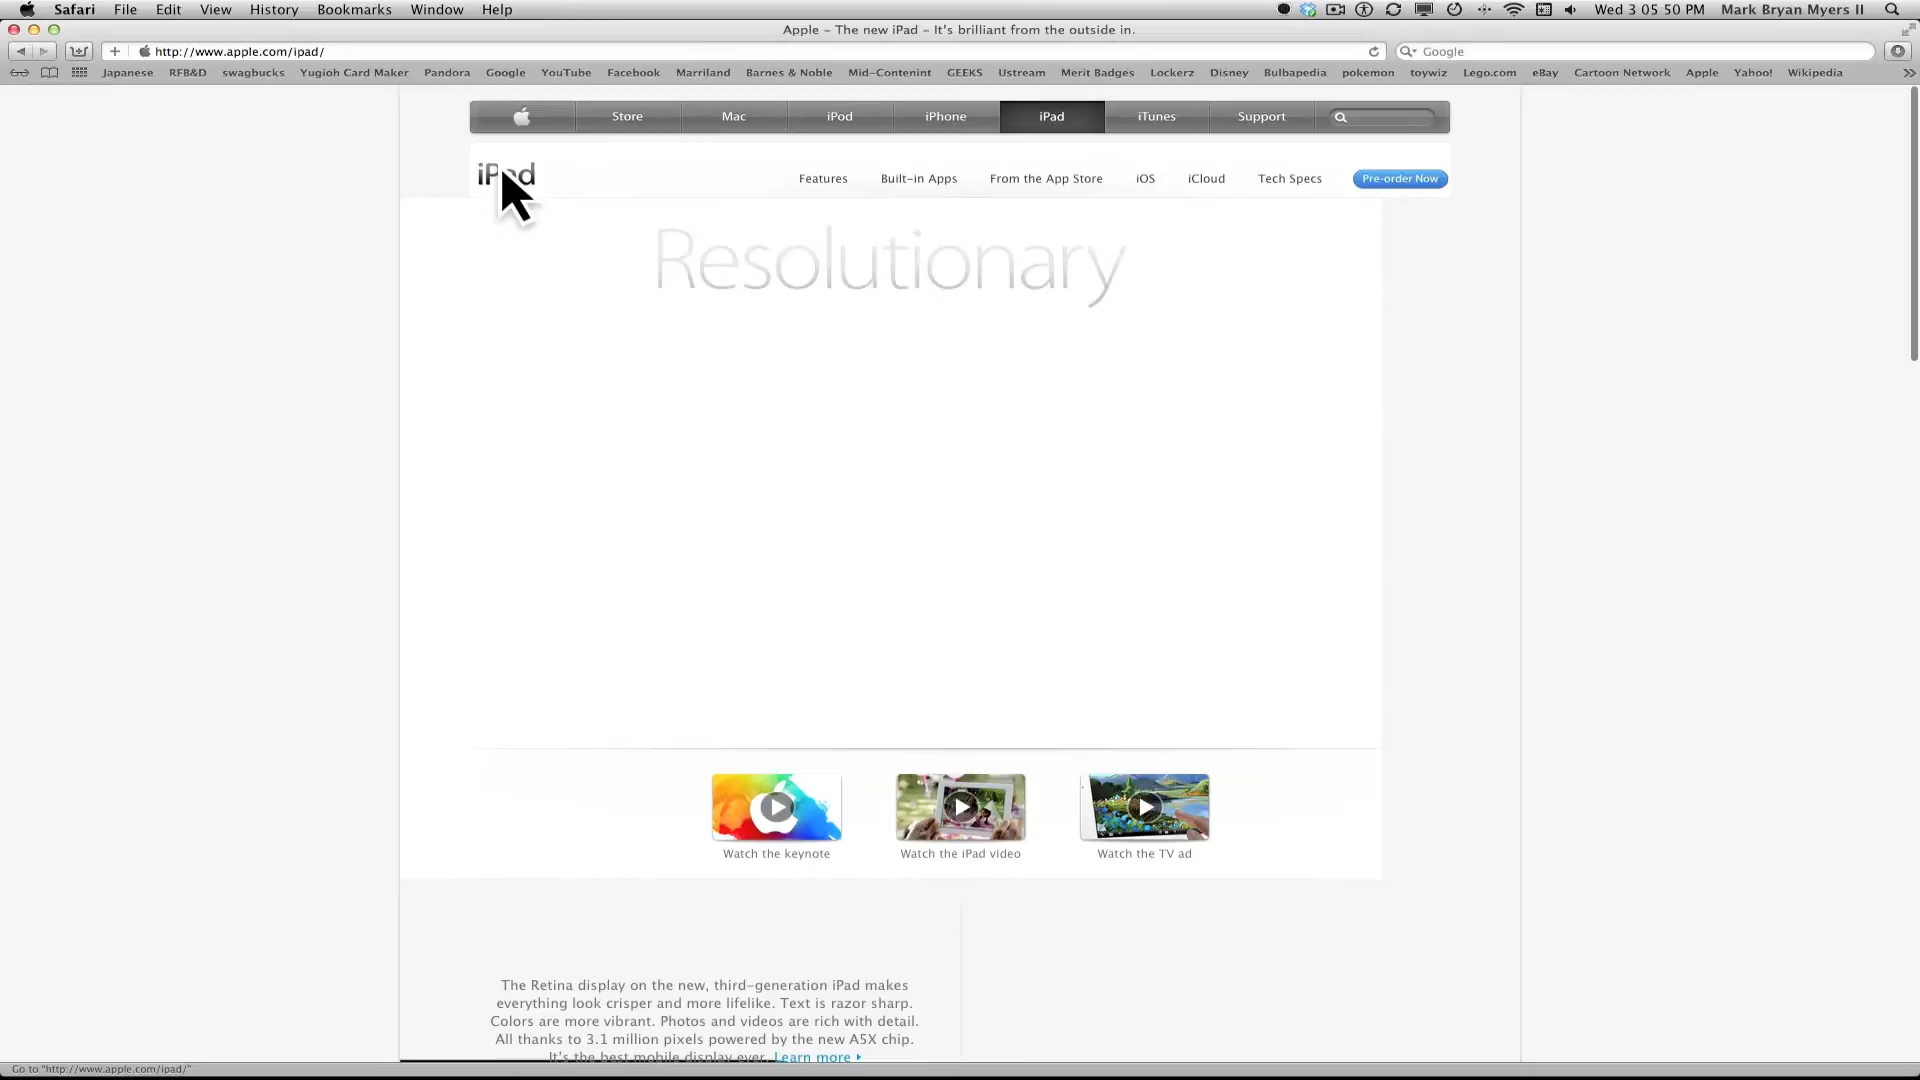 Safari File Edit View History Bookmarks Window Help Wed 3 05 50 PM Mark Bryan Myers II
Apple – The new iPad – It's brilliant from the outside in.
http://www.apple.com/ipad/ Google
Japanese RFB&D swagbucks Yugioh Card Maker Pandora Google YouTube Facebook Marriland Barnes & Noble Mid-Contenint GEEKS Ustream Merit Badges Lockerz Disney Bulbapedia pokemon toywiz Lego.com eBay Cartoon Network Apple Yahoo! Wikipedia
Store Mac iPod iPhone iPad iTunes Support
iPad
Features Built-in Apps From the App Store iOS iCloud Tech Specs Pre-order Now
Resolutionary
Watch the keynote Watch the iPad video Watch the TV ad
The Retina display on the new, third-generation iPad makes
everything look crisper and more lifelike. Text is razor sharp.
Colors are more vibrant. Photos and videos are rich with detail.
All thanks to 3.1 million pixels powered by the new A5X chip.
It's the best mobile display ever. Learn more
Go to "http://www.apple.com/ipad/"